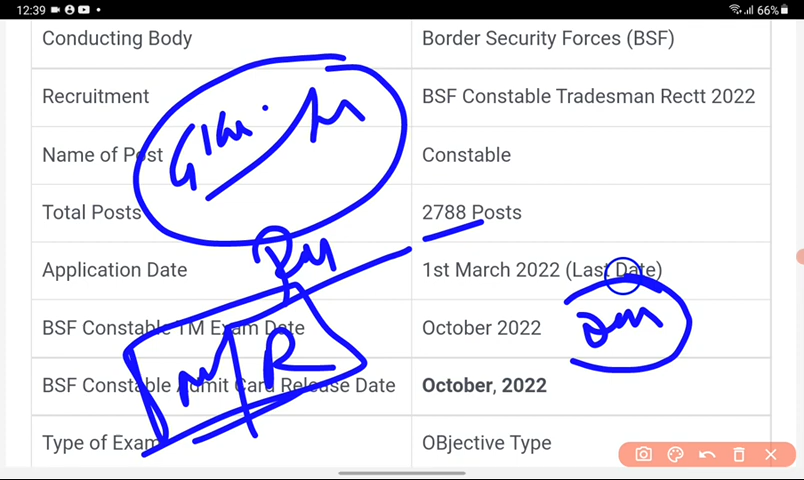 12:39 66%
Conducting Body Border Security Forces (BSF)
Recruitment BSF Constable Tradesman Rectt 2022
Name of Post Constable
Total Posts 2788 Posts
Application Date 1st March 2022 (Last Date)
BSF Constable TM Exam Date October 2022
BSF Constable Admit Card Release Date October, 2022
Type of Exam OBjective Type
R